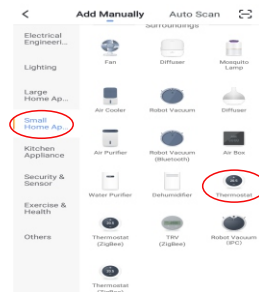 Add Manually Auto Scan
Surroundings
Electrical
Engineeri...
Fan Diffuser Mosquito
Lamp
Lighting
Large
Home Ap...
Air Cooler Robot Vacuum Diffuser
Small
Home Ap...
Kitchen
Appliance
Air Purifier Robot Vacuum
(Bluetooth) Air Box
Security &
Sensor
Water Purifier Dehumidifier Thermostat
Exercise &
Health
Others
Thermostat
(ZigBee) TRV
(ZigBee) Robot Vacuum
(IPC)
Thermostat
(ZigBee)